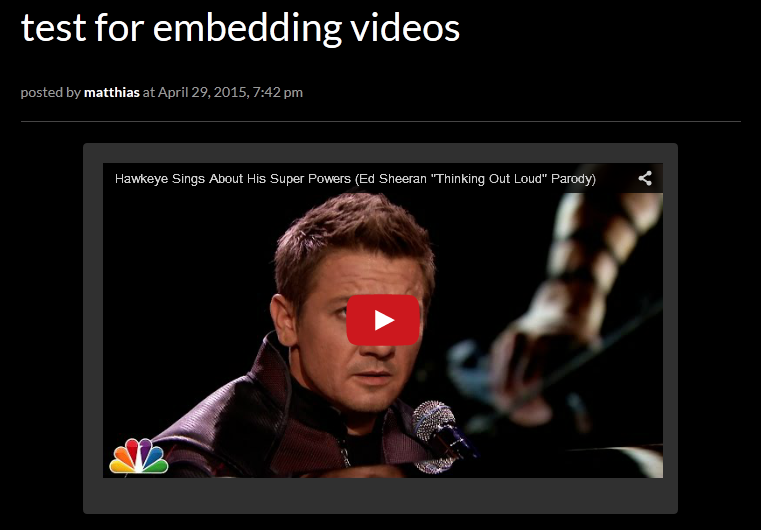 test for embedding videos
posted by matthias at April 29, 2015, 7:42 pm
Hawkeye Sings About His Super Powers (Ed Sheeran "Thinking Out Loud" Parody)